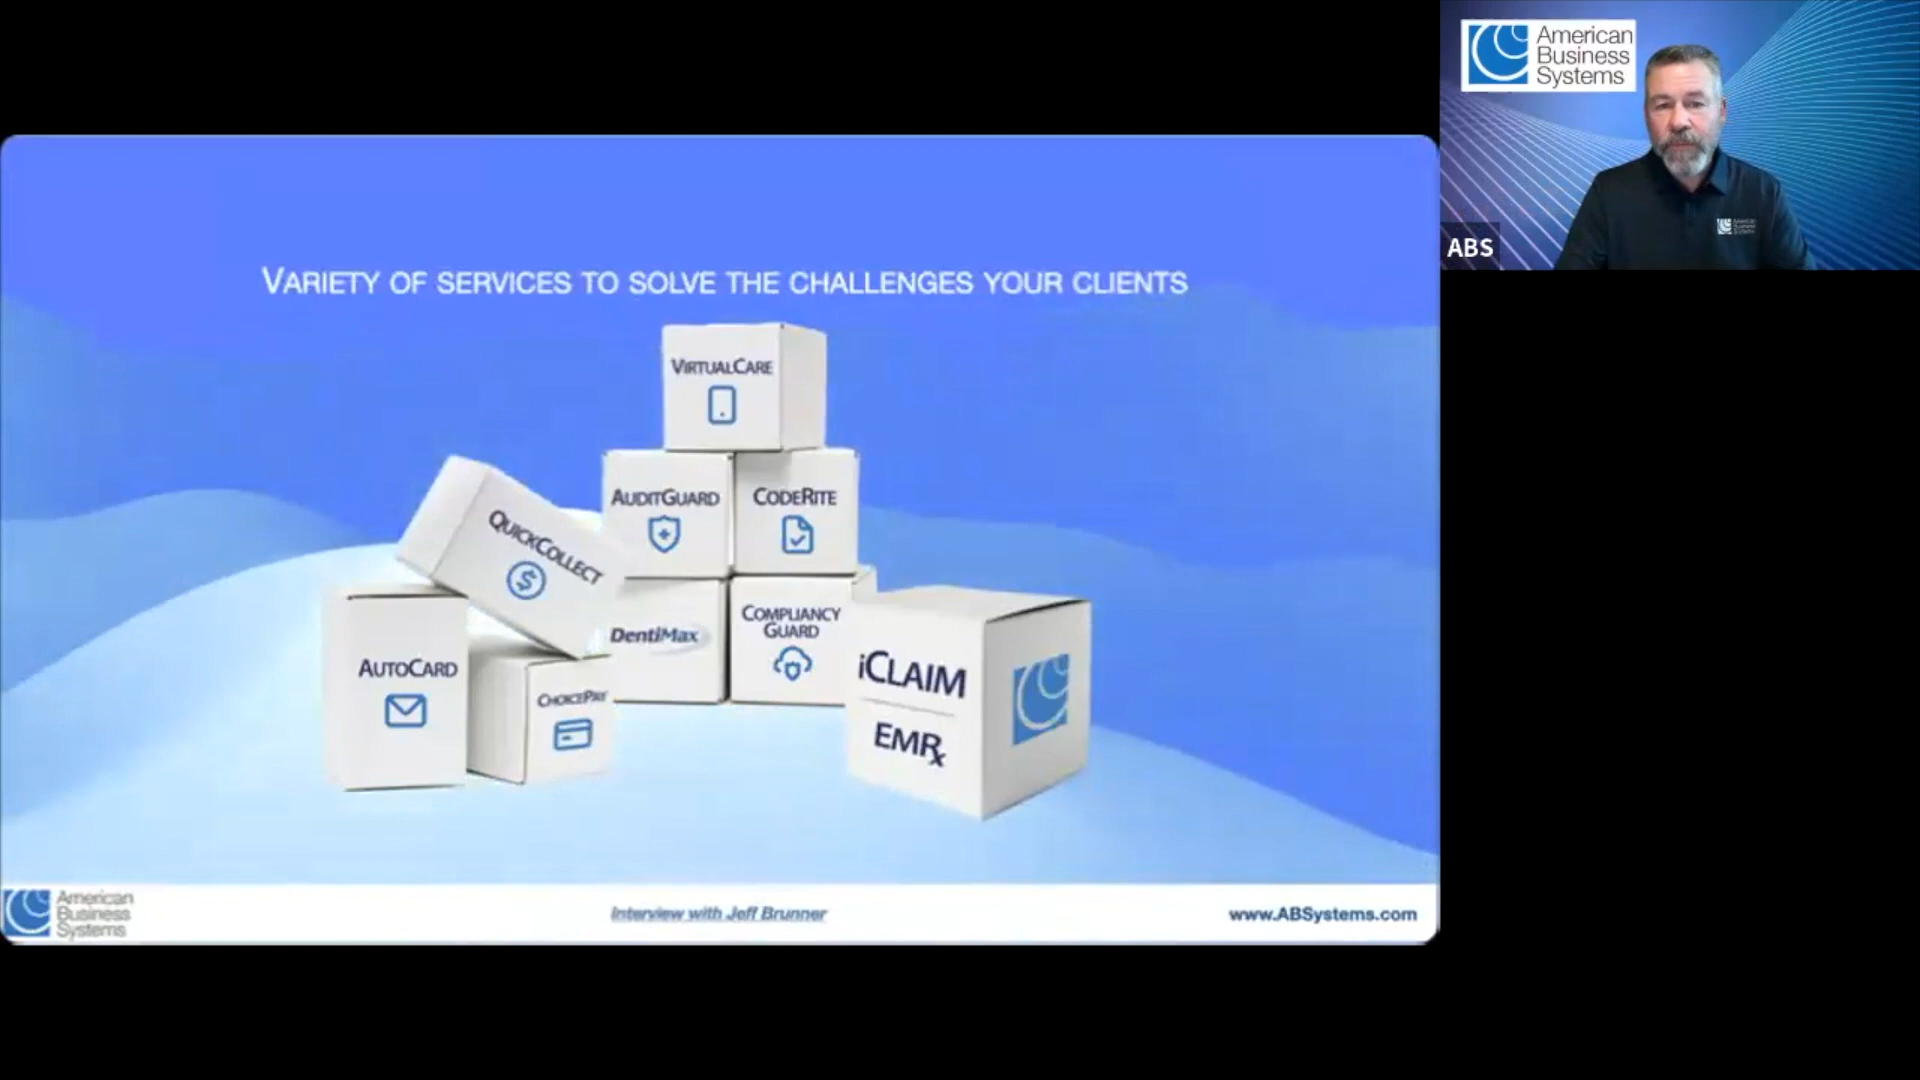 American
Business
Systems
ABS
VARIETY OF SERVICES TO SOLVE THE CHALLENGES YOUR CLIENTS
VIRTUALCARE
AUDITGUARD
CODERITE
QUICKCOLLECT
DentiMax
COMPLIANCY
GUARD
AUTOCARD
CHOICEPAY
iCLAIM
EMRx
American
Business
Systems
Interview with Jeff Brunner
www.ABSystems.com